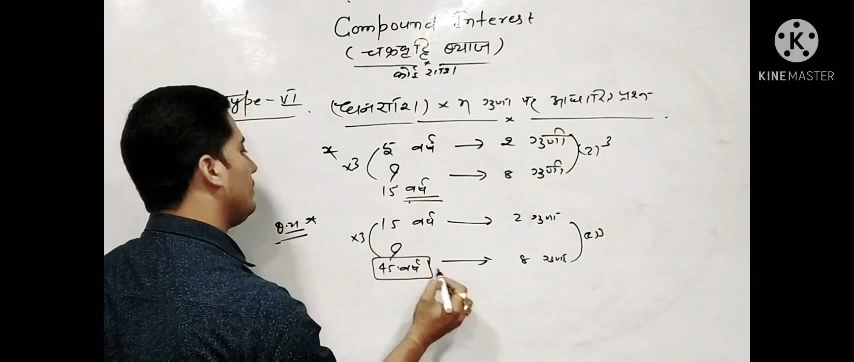 Compound Interest
(चक्रवृद्धि ब्याज)
कोई राशि
Type - VI. (धनराशि) × n गुणा पर आधारित प्रश्न
×3 5 वर्ष → 2 गुणी (2)3
15 वर्ष → 8 गुणी
Q.N * 15 वर्ष → 2 गुणा
×3
45 वर्ष → 8 गुणा
KINEMASTER